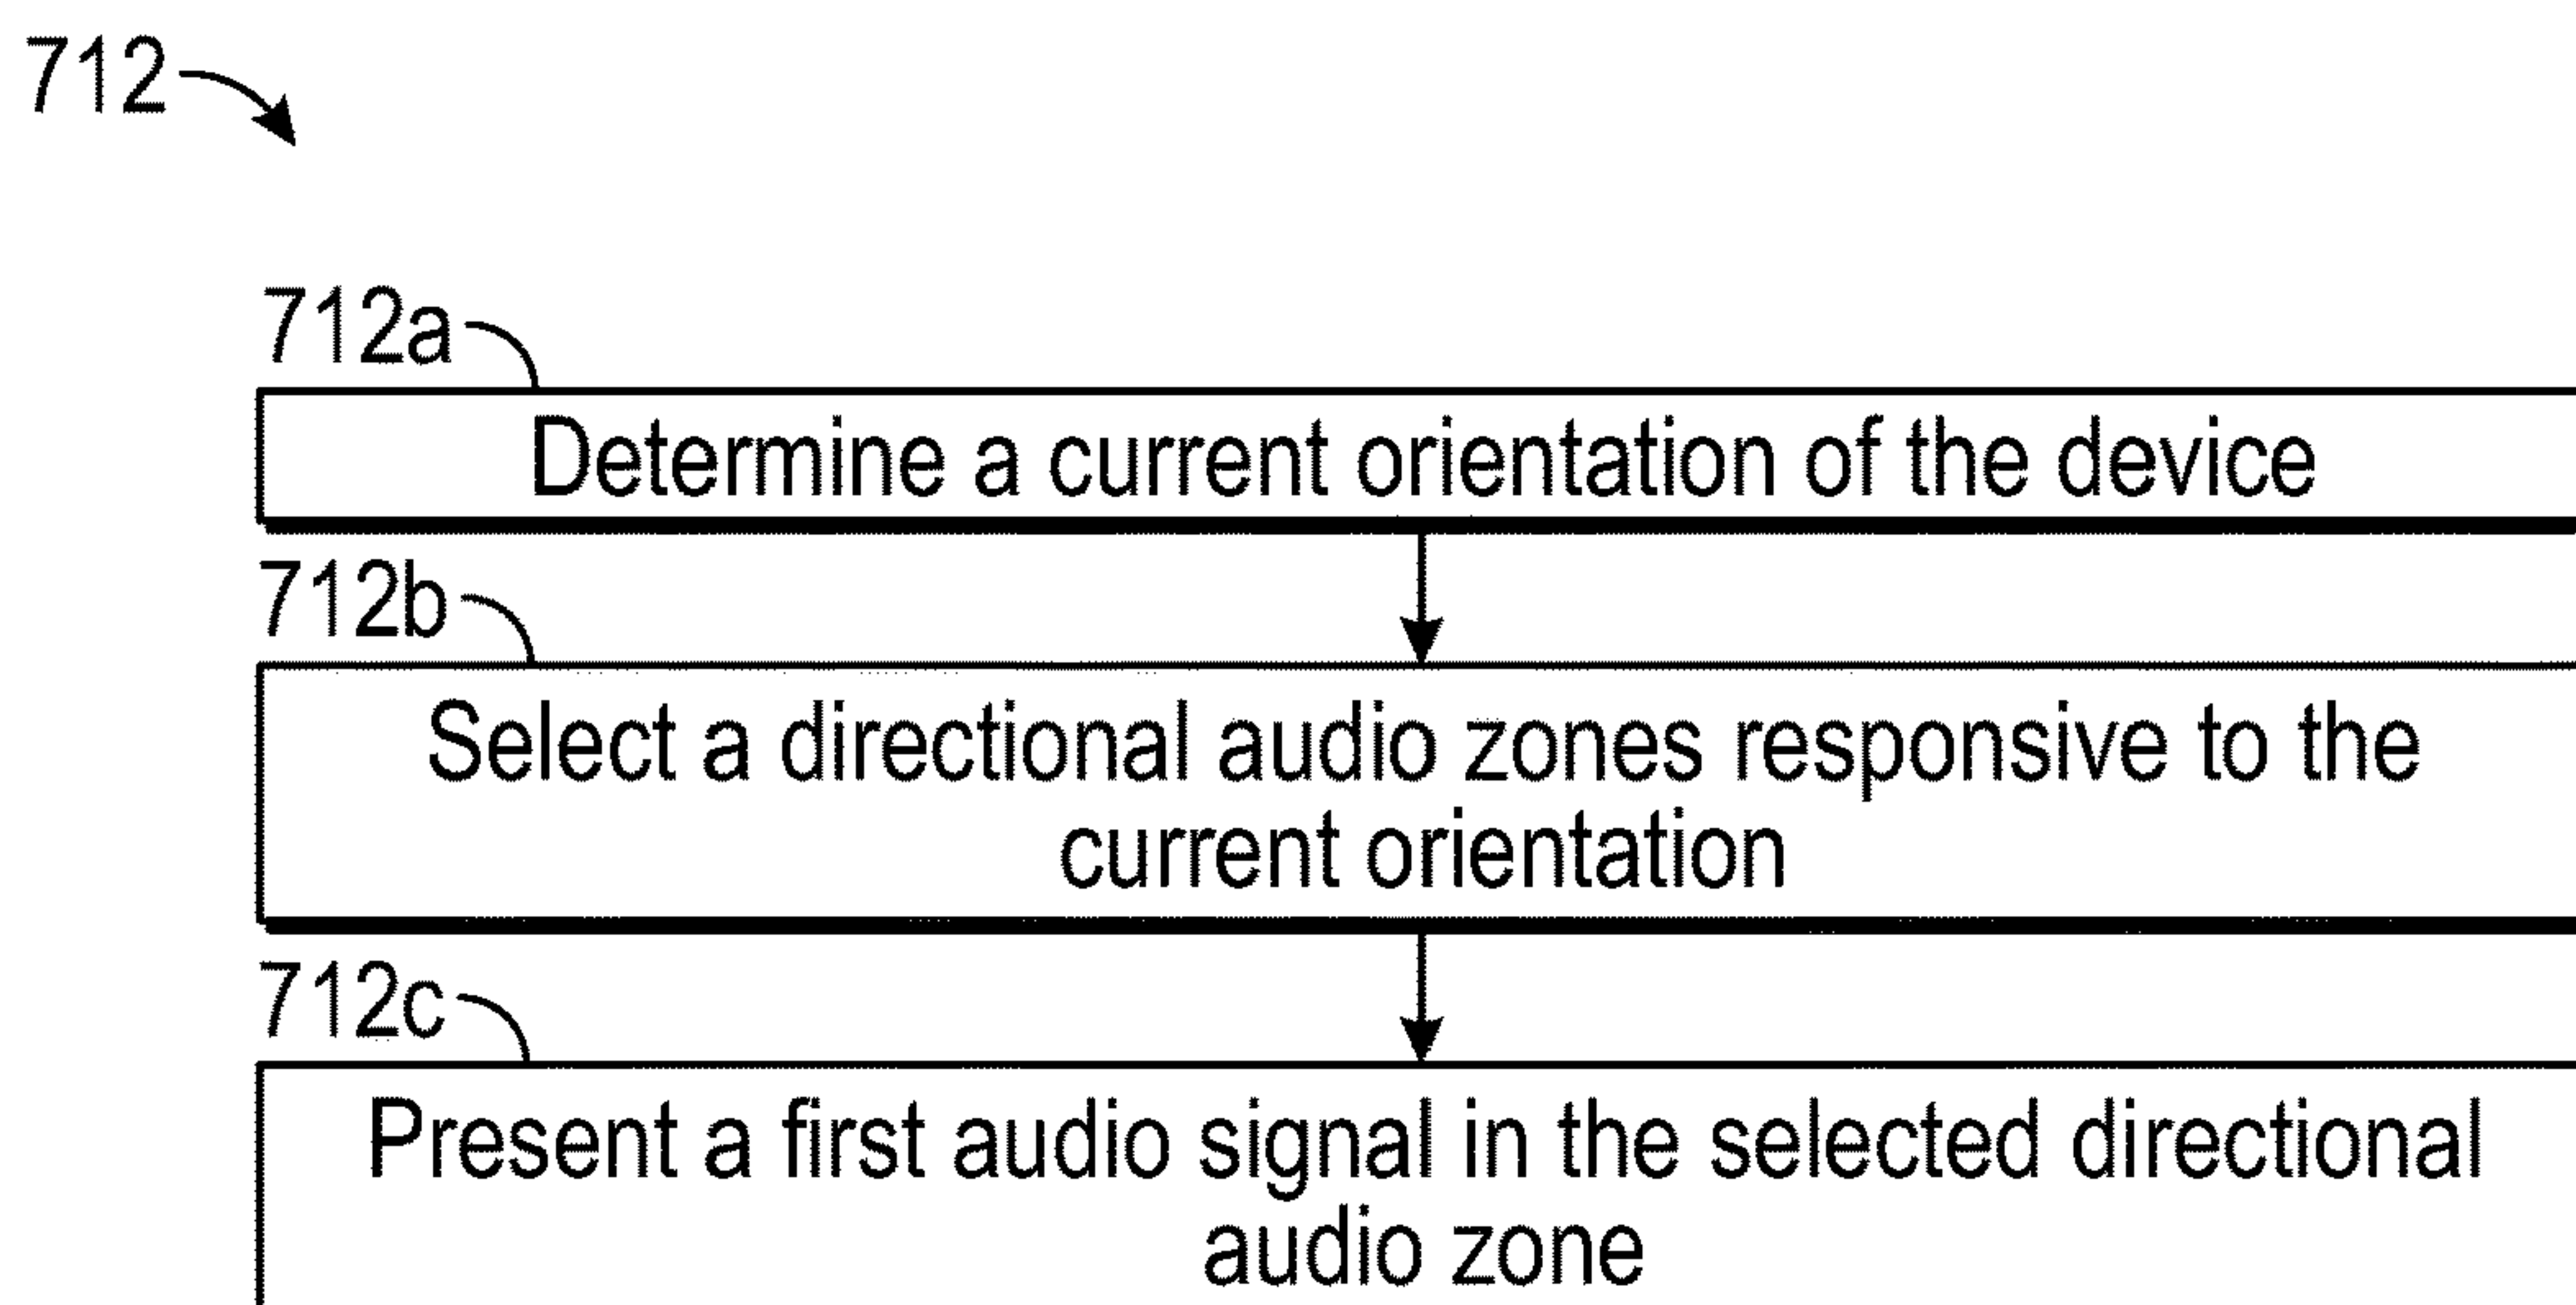 712
712a
Determine a current orientation of the device
712b
Select a directional audio zones responsive to the
current orientation
712c
Present a first audio signal in the selected directional
audio zone